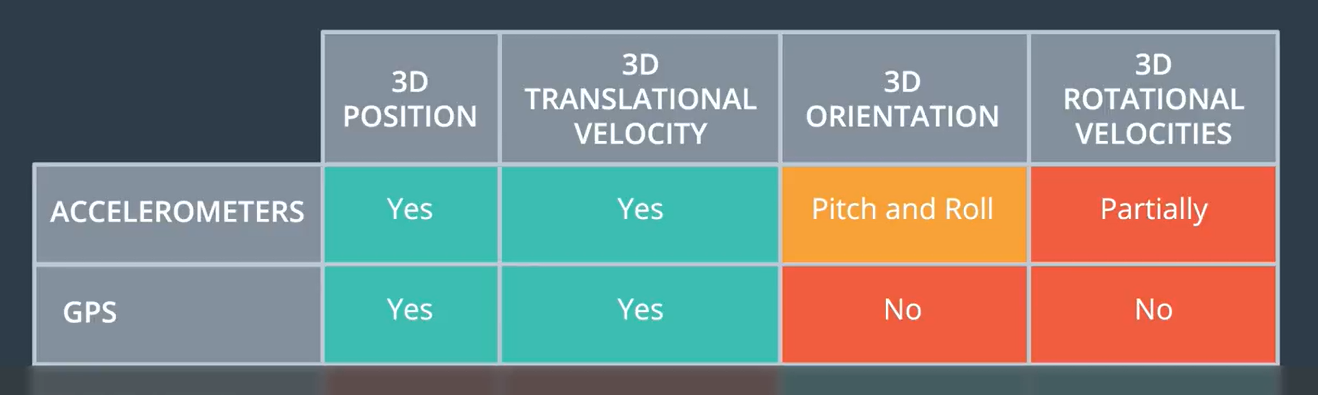 3D
POSITION
3D
TRANSLATIONAL
VELOCITY
3D
ORIENTATION
3D
ROTATIONAL
VELOCITIES
ACCELEROMETERS
Yes
Yes
Pitch and Roll
Partially
GPS
Yes
Yes
No
No